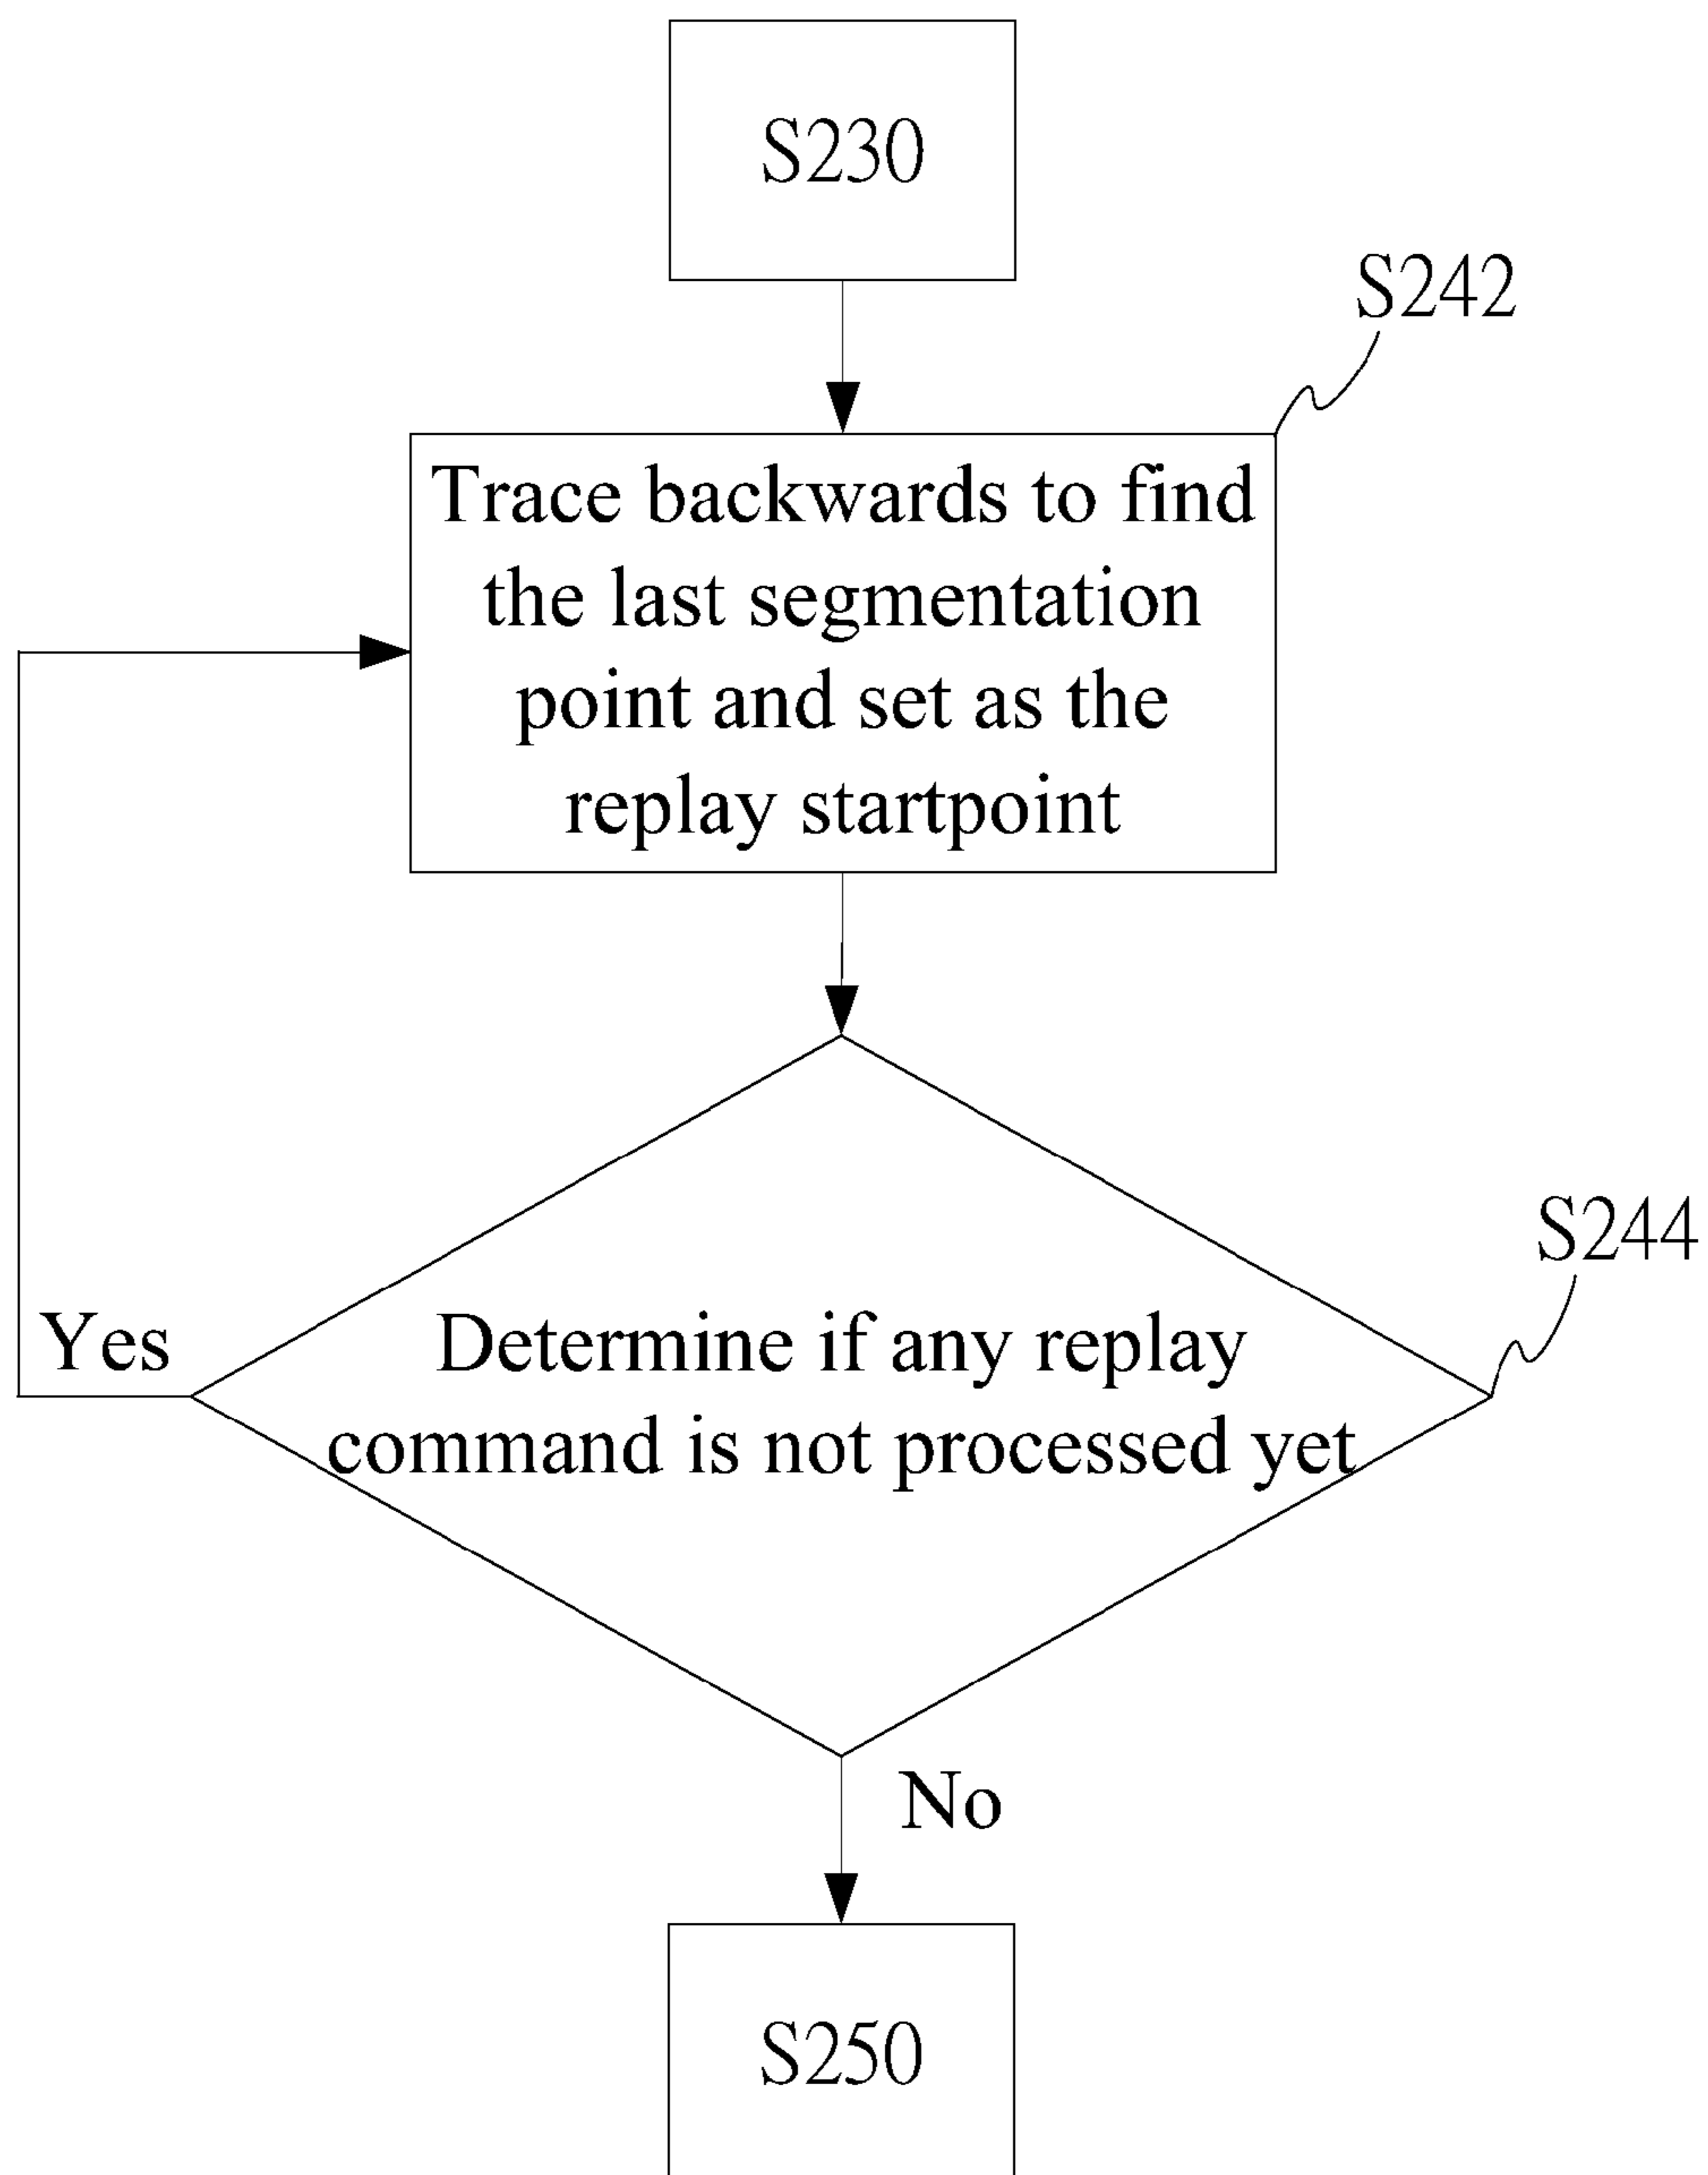 S230
S242
Trace backwards to find
the last segmentation
point and set as the
replay startpoint
S244
Yes
Determine if any replay
command is not processed yet
No
S250